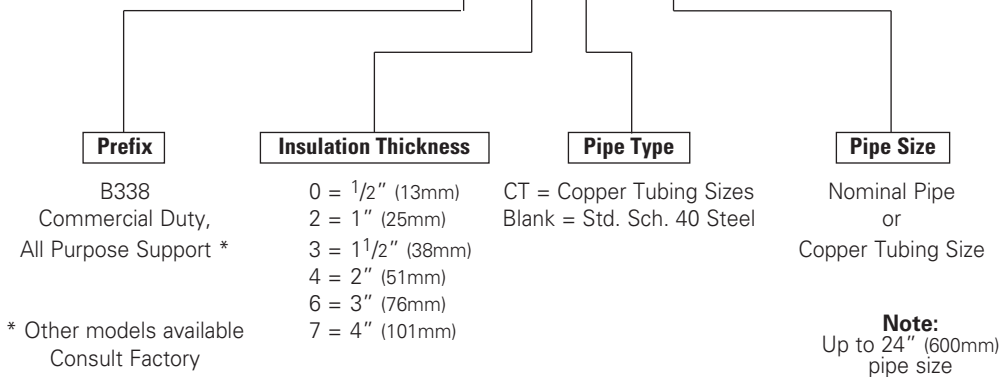 Prefix
B338
Commercial Duty,
All Purpose Support *
* Other models available
Consult Factory
Insulation Thickness
0 = 1/2" (13mm)
2 = 1" (25mm)
3 = 11/2" (38mm)
4 = 2" (51mm)
6 = 3" (76mm)
7 = 4" (101mm)
Pipe Type
CT = Copper Tubing Sizes
Blank = Std. Sch. 40 Steel
Pipe Size
Nominal Pipe
or
Copper Tubing Size
Note:
Up to 24" (600mm)
pipe size